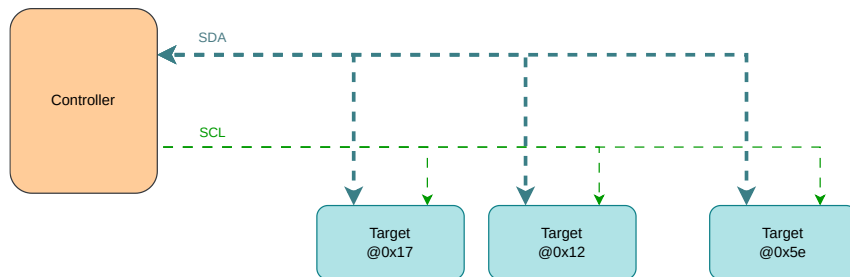 SDA
Controller
SCL
Target
@0x17
Target
@0x12
Target
@0x5e